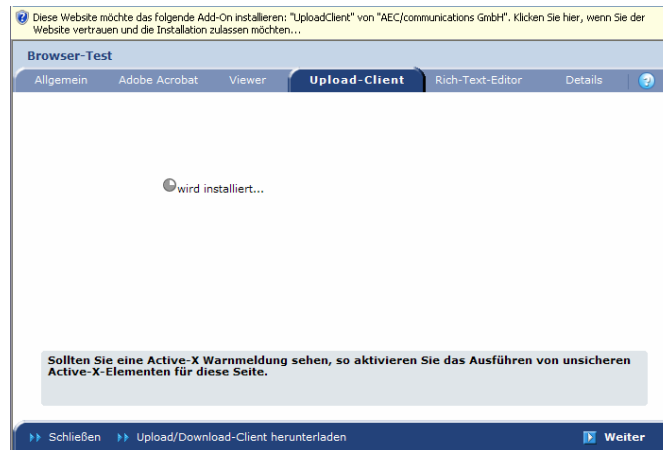 Diese Website möchte das folgende Add-On installieren: "UploadClient" von "AEC/communications GmbH". Klicken Sie hier, wenn Sie der
Website vertrauen und die Installation zulassen möchten...
Browser-Test
Allgemein Adobe Acrobat Viewer Upload-Client Rich-Text-Editor Details ?
wird installiert...
Sollten Sie eine Active-X Warnmeldung sehen, so aktivieren Sie das Ausführen von unsicheren
Active-X-Elementen für diese Seite.
Schließen Upload/Download-Client herunterladen Weiter